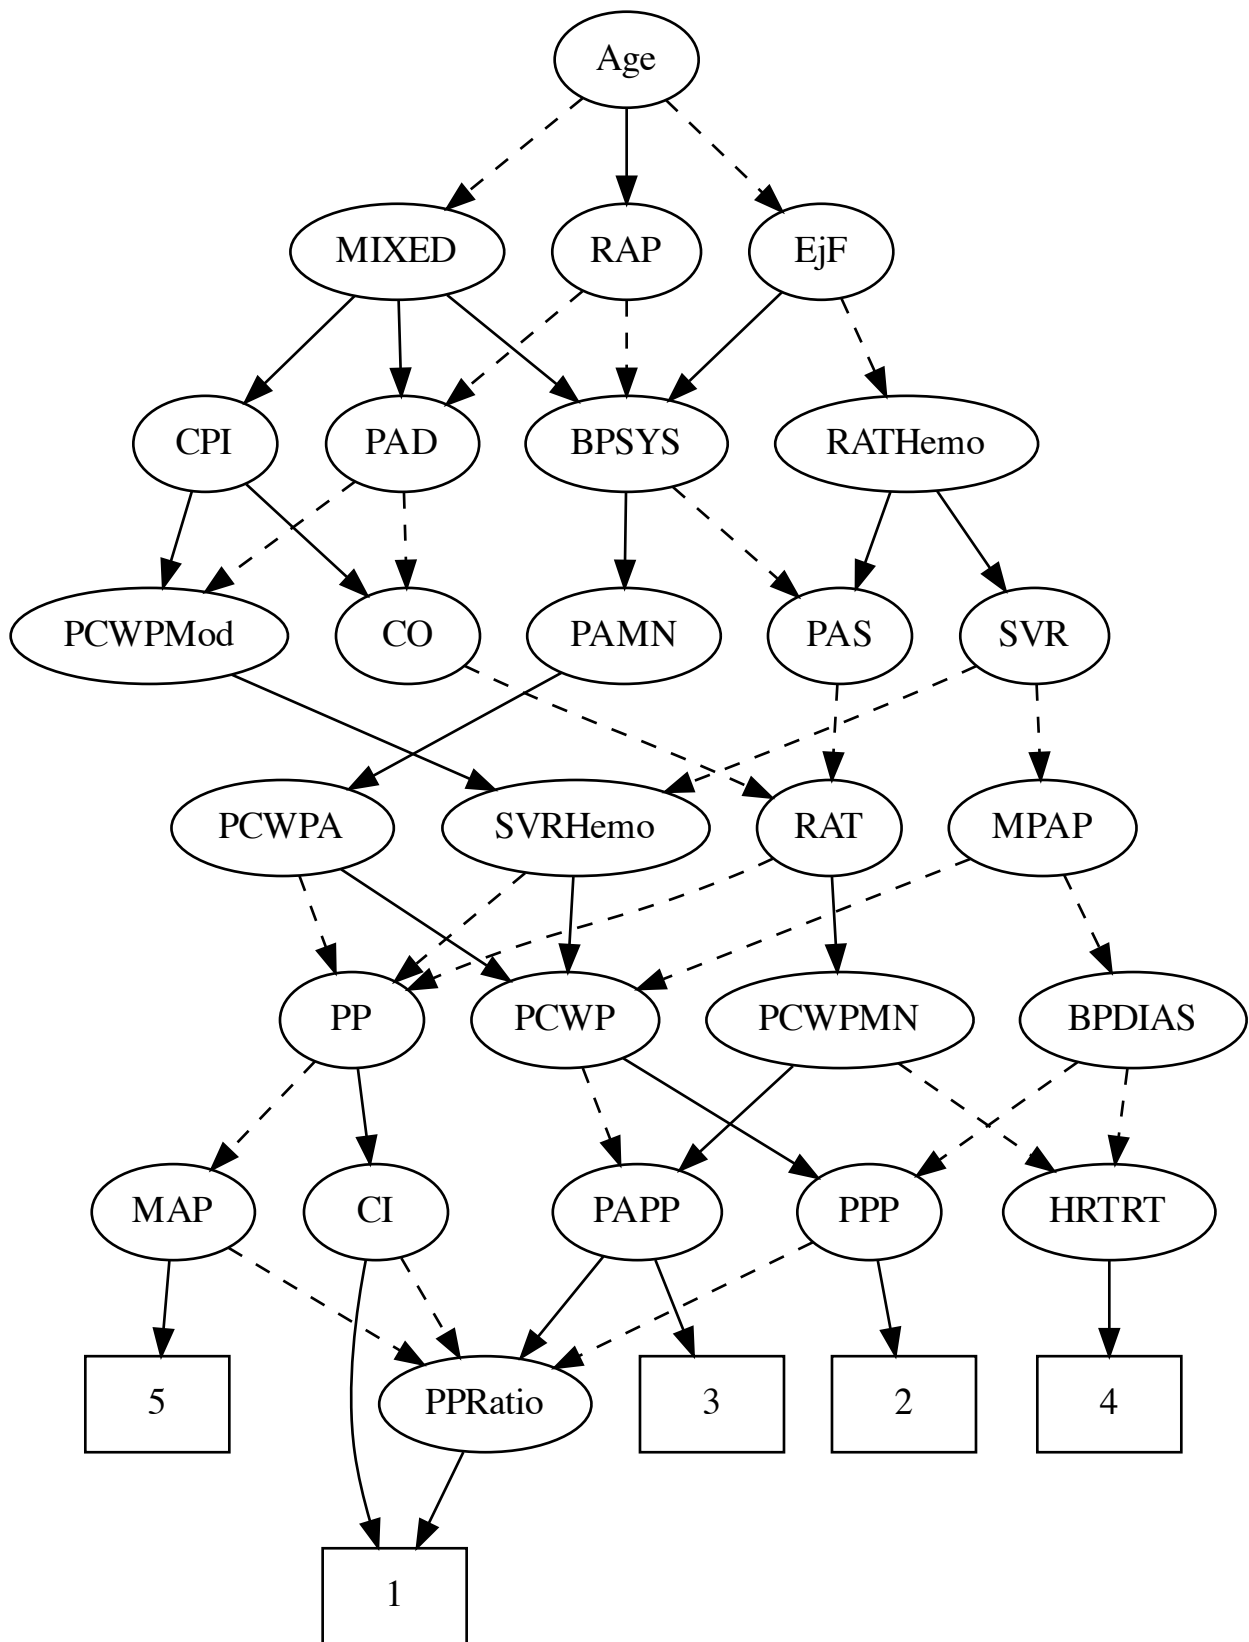 Age
MIXED
RAP
EjF
CPI
PAD
BPSYS
RATHemo
PCWPMod
CO
PAMN
PAS
SVR
PCWPA
SVRHemo
RAT
MPAP
PP
PCWP
PCWPMN
BPDIAS
MAP
CI
PAPP
PPP
HRTRT
5
PPRatio
3
2
4
1